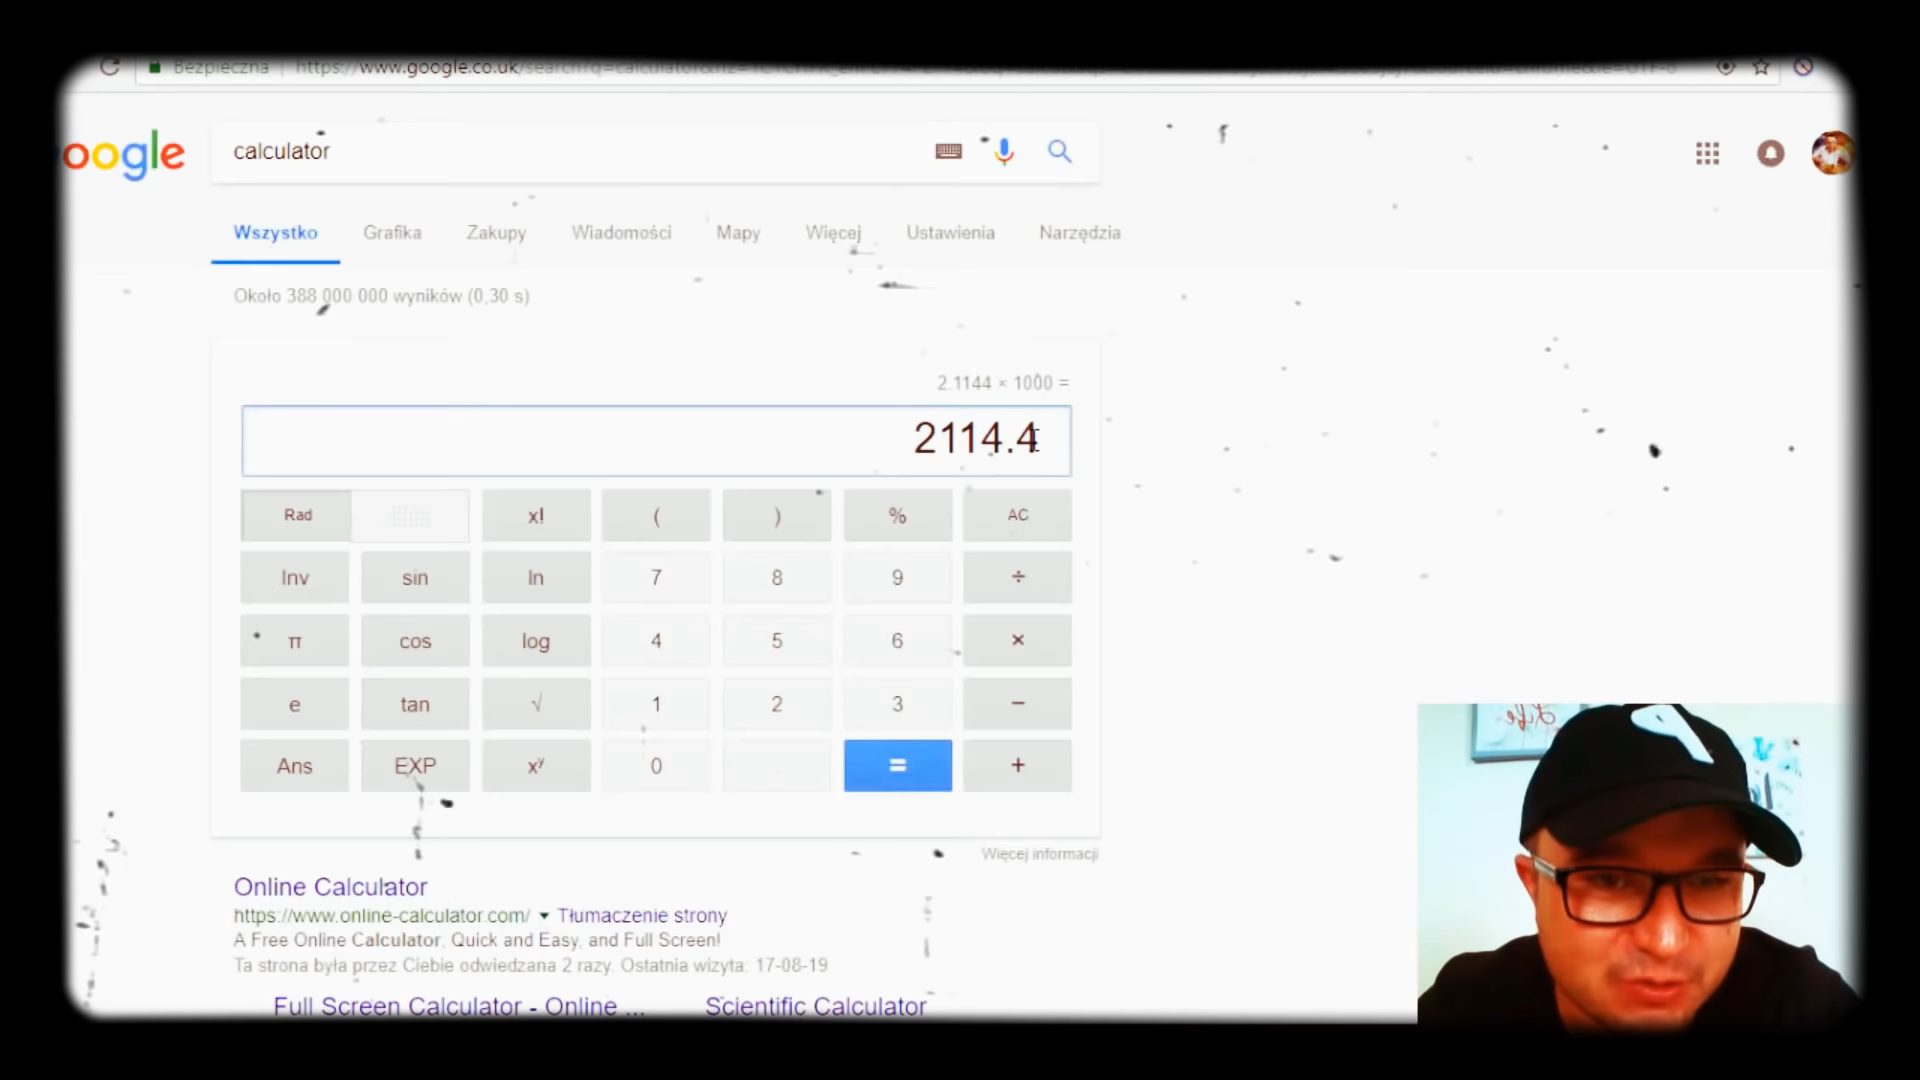 Bezpieczna https://www.google.co.uk/search?q=calculator
oogle calculator
Wszystko Grafika Zakupy Wiadomości Mapy Więcej Ustawienia Narzędzia
Około 388 000 000 wyników (0,30 s)
2.1144 × 1000 =
2114.4
Rad x! ( ) % AC
Inv sin ln 7 8 9 ÷
π cos log 4 5 6 ×
e tan √ 1 2 3 −
Ans EXP xʸ 0 . = +
Więcej informacji
Online Calculator
https://www.online-calculator.com/ ▼ Tłumaczenie strony
A Free Online Calculator, Quick and Easy, and Full Screen!
Ta strona była przez Ciebie odwiedzana 2 razy. Ostatnia wizyta: 17-08-19
Full Screen Calculator - Online ... Scientific Calculator
Life